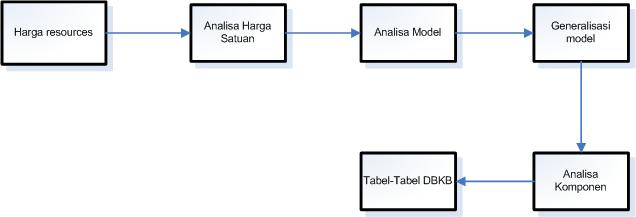 Harga resources
Analisa Harga
Satuan
Analisa Model
Generalisasi
model
Analisa
Komponen
Tabel-Tabel DBKB